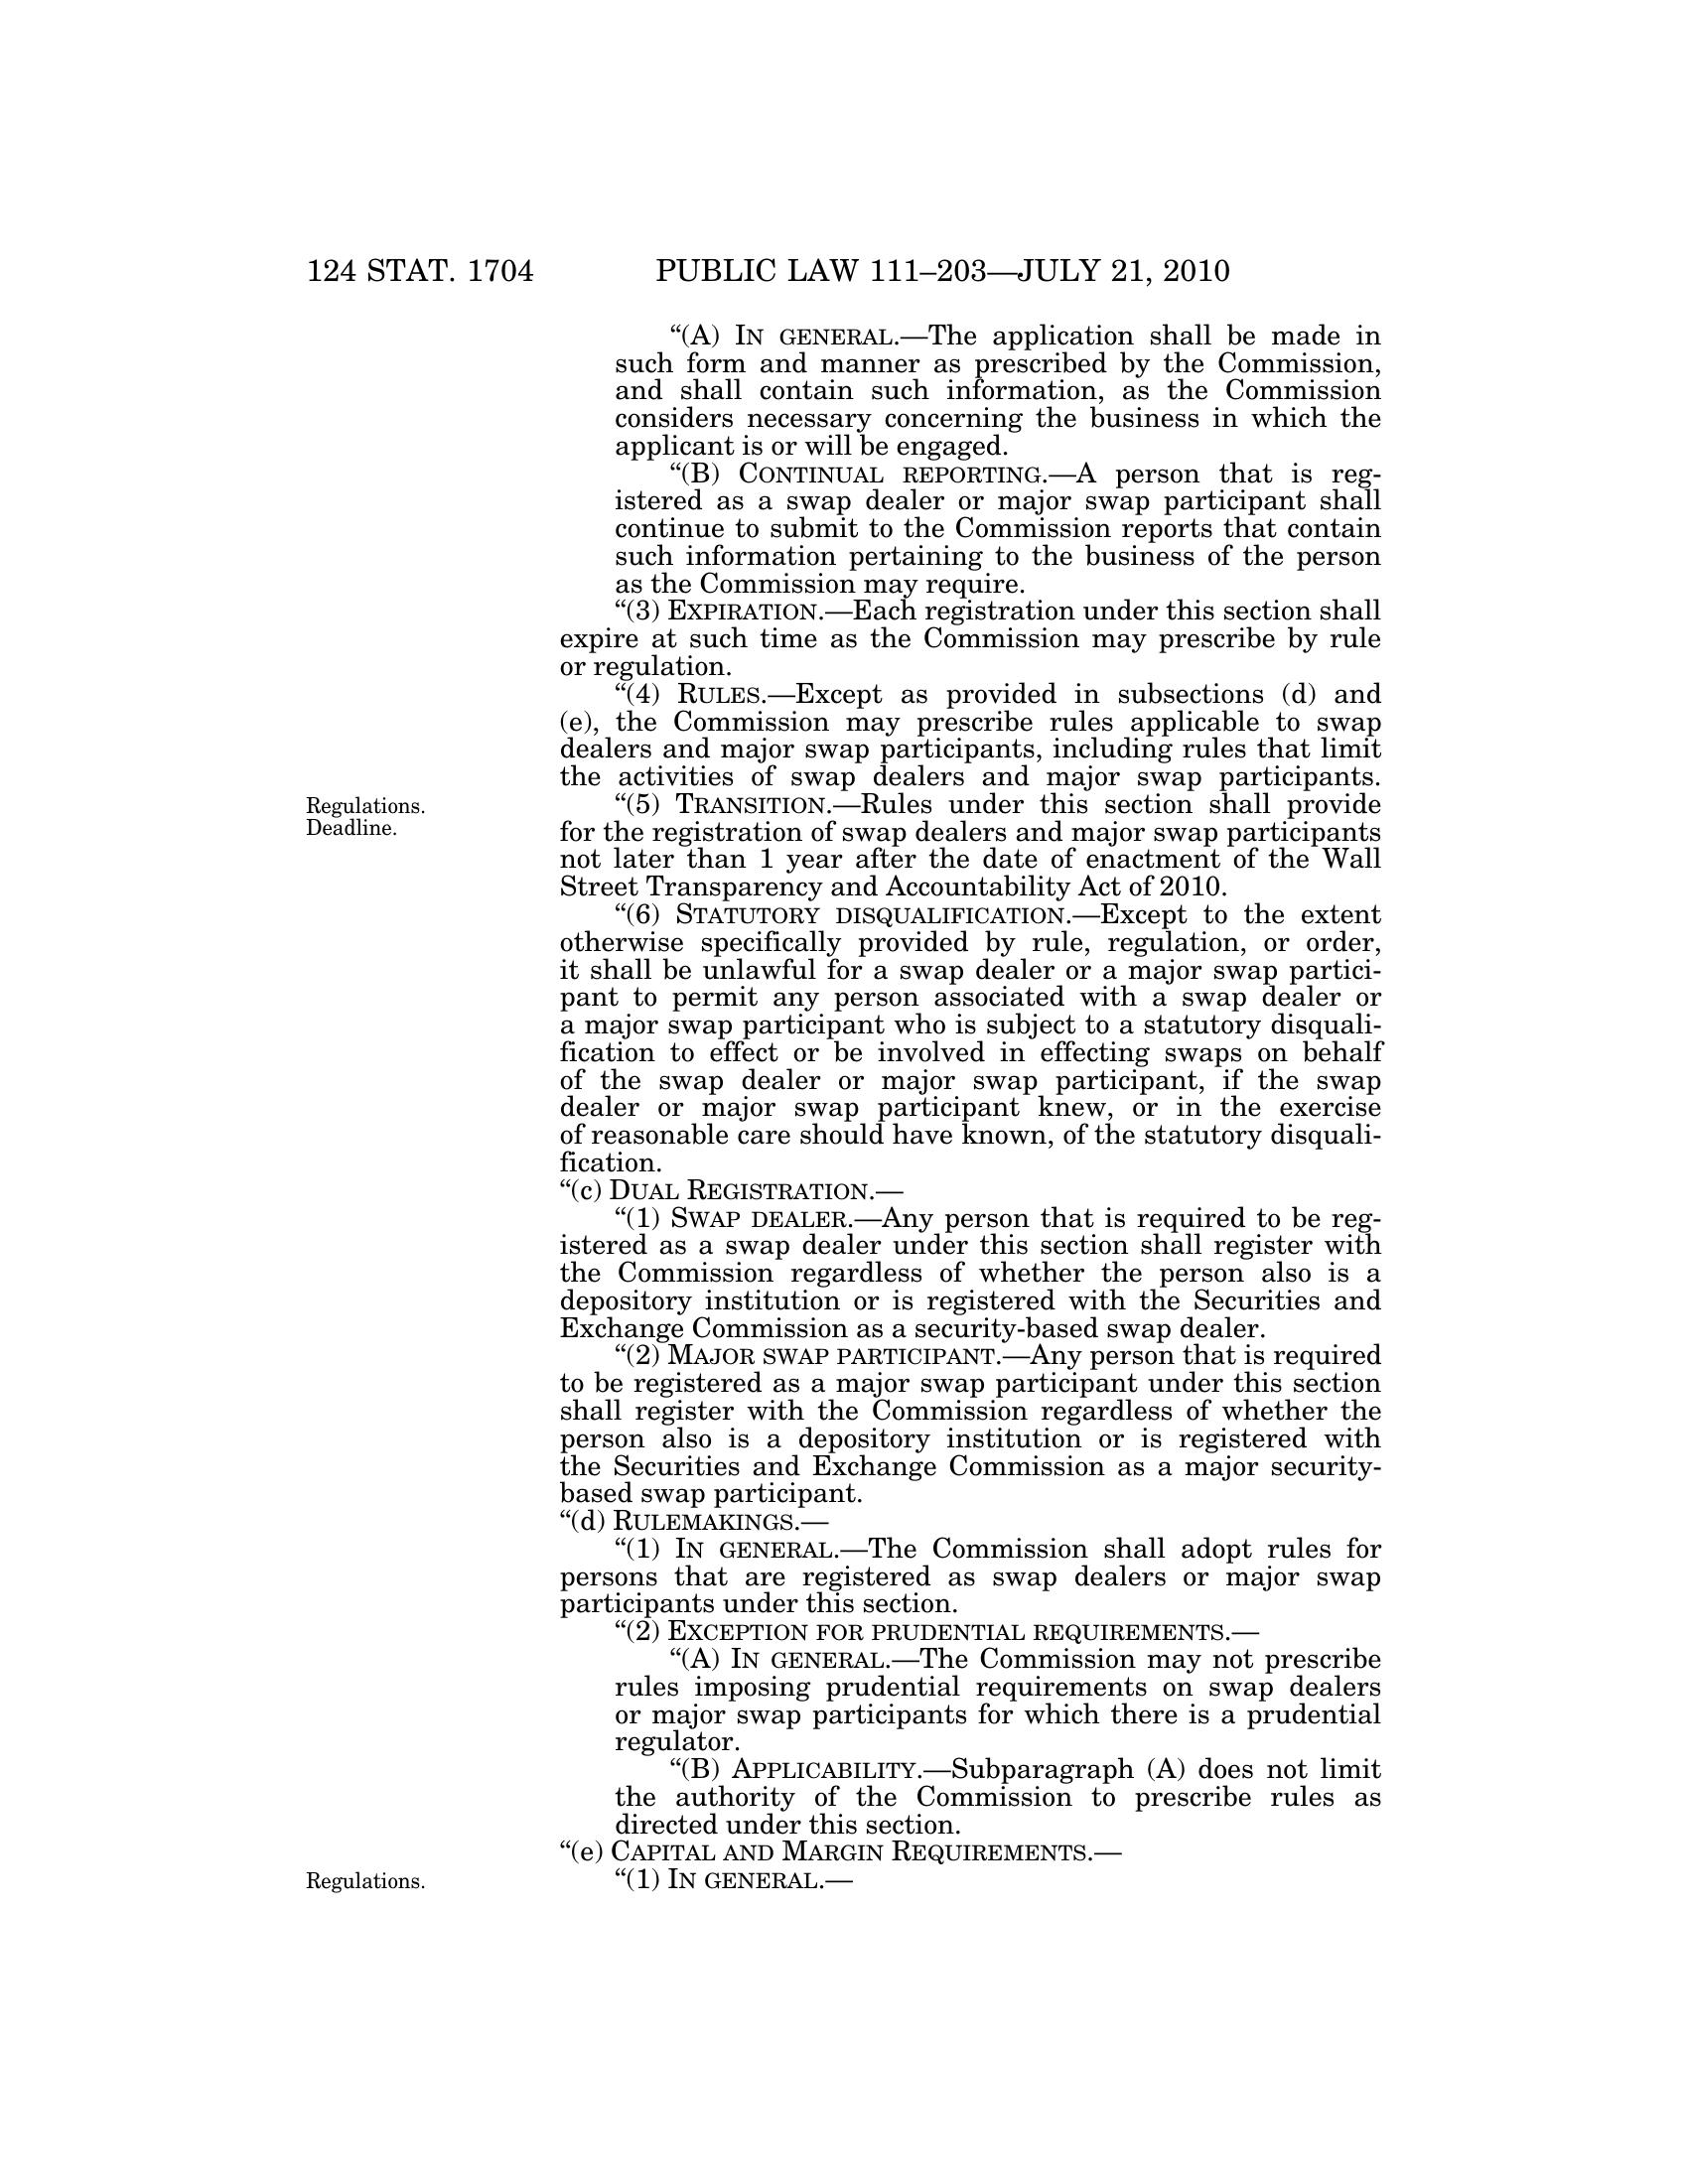 124 STAT. 1704 PUBLIC LAW 111–203—JULY 21, 2010
“(A) IN GENERAL.—The application shall be made in
such form and manner as prescribed by the Commission,
and shall contain such information, as the Commission
considers necessary concerning the business in which the
applicant is or will be engaged.
“(B) CONTINUAL REPORTING.—A person that is reg-
istered as a swap dealer or major swap participant shall
continue to submit to the Commission reports that contain
such information pertaining to the business of the person
as the Commission may require.
“(3) EXPIRATION.—Each registration under this section shall
expire at such time as the Commission may prescribe by rule
or regulation.
“(4) RULES.—Except as provided in subsections (d) and
(e), the Commission may prescribe rules applicable to swap
dealers and major swap participants, including rules that limit
the activities of swap dealers and major swap participants.
Regulations.
Deadline.
“(5) TRANSITION.—Rules under this section shall provide
for the registration of swap dealers and major swap participants
not later than 1 year after the date of enactment of the Wall
Street Transparency and Accountability Act of 2010.
“(6) STATUTORY DISQUALIFICATION.—Except to the extent
otherwise specifically provided by rule, regulation, or order,
it shall be unlawful for a swap dealer or a major swap partici-
pant to permit any person associated with a swap dealer or
a major swap participant who is subject to a statutory disquali-
fication to effect or be involved in effecting swaps on behalf
of the swap dealer or major swap participant, if the swap
dealer or major swap participant knew, or in the exercise
of reasonable care should have known, of the statutory disquali-
fication.
“(c) DUAL REGISTRATION.—
“(1) SWAP DEALER.—Any person that is required to be reg-
istered as a swap dealer under this section shall register with
the Commission regardless of whether the person also is a
depository institution or is registered with the Securities and
Exchange Commission as a security-based swap dealer.
“(2) MAJOR SWAP PARTICIPANT.—Any person that is required
to be registered as a major swap participant under this section
shall register with the Commission regardless of whether the
person also is a depository institution or is registered with
the Securities and Exchange Commission as a major security-
based swap participant.
“(d) RULEMAKINGS.—
“(1) IN GENERAL.—The Commission shall adopt rules for
persons that are registered as swap dealers or major swap
participants under this section.
“(2) EXCEPTION FOR PRUDENTIAL REQUIREMENTS.—
“(A) IN GENERAL.—The Commission may not prescribe
rules imposing prudential requirements on swap dealers
or major swap participants for which there is a prudential
regulator.
“(B) APPLICABILITY.—Subparagraph (A) does not limit
the authority of the Commission to prescribe rules as
directed under this section.
“(e) CAPITAL AND MARGIN REQUIREMENTS.—
Regulations.
“(1) IN GENERAL.—